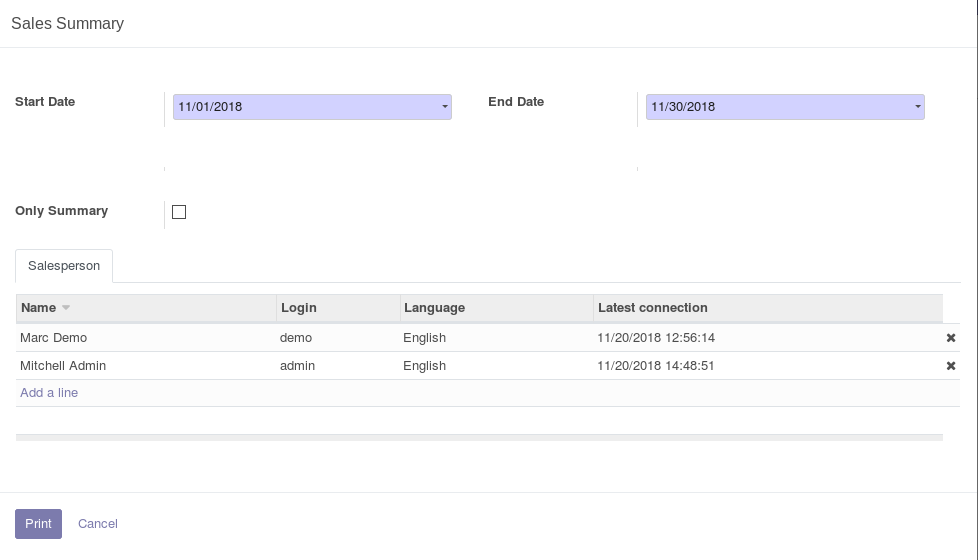 Sales Summary
Start Date 11/01/2018 End Date 11/30/2018
Only Summary
Salesperson
Name Login Language Latest connection
Marc Demo demo English 11/20/2018 12:56:14
Mitchell Admin admin English 11/20/2018 14:48:51
Add a line
Print Cancel